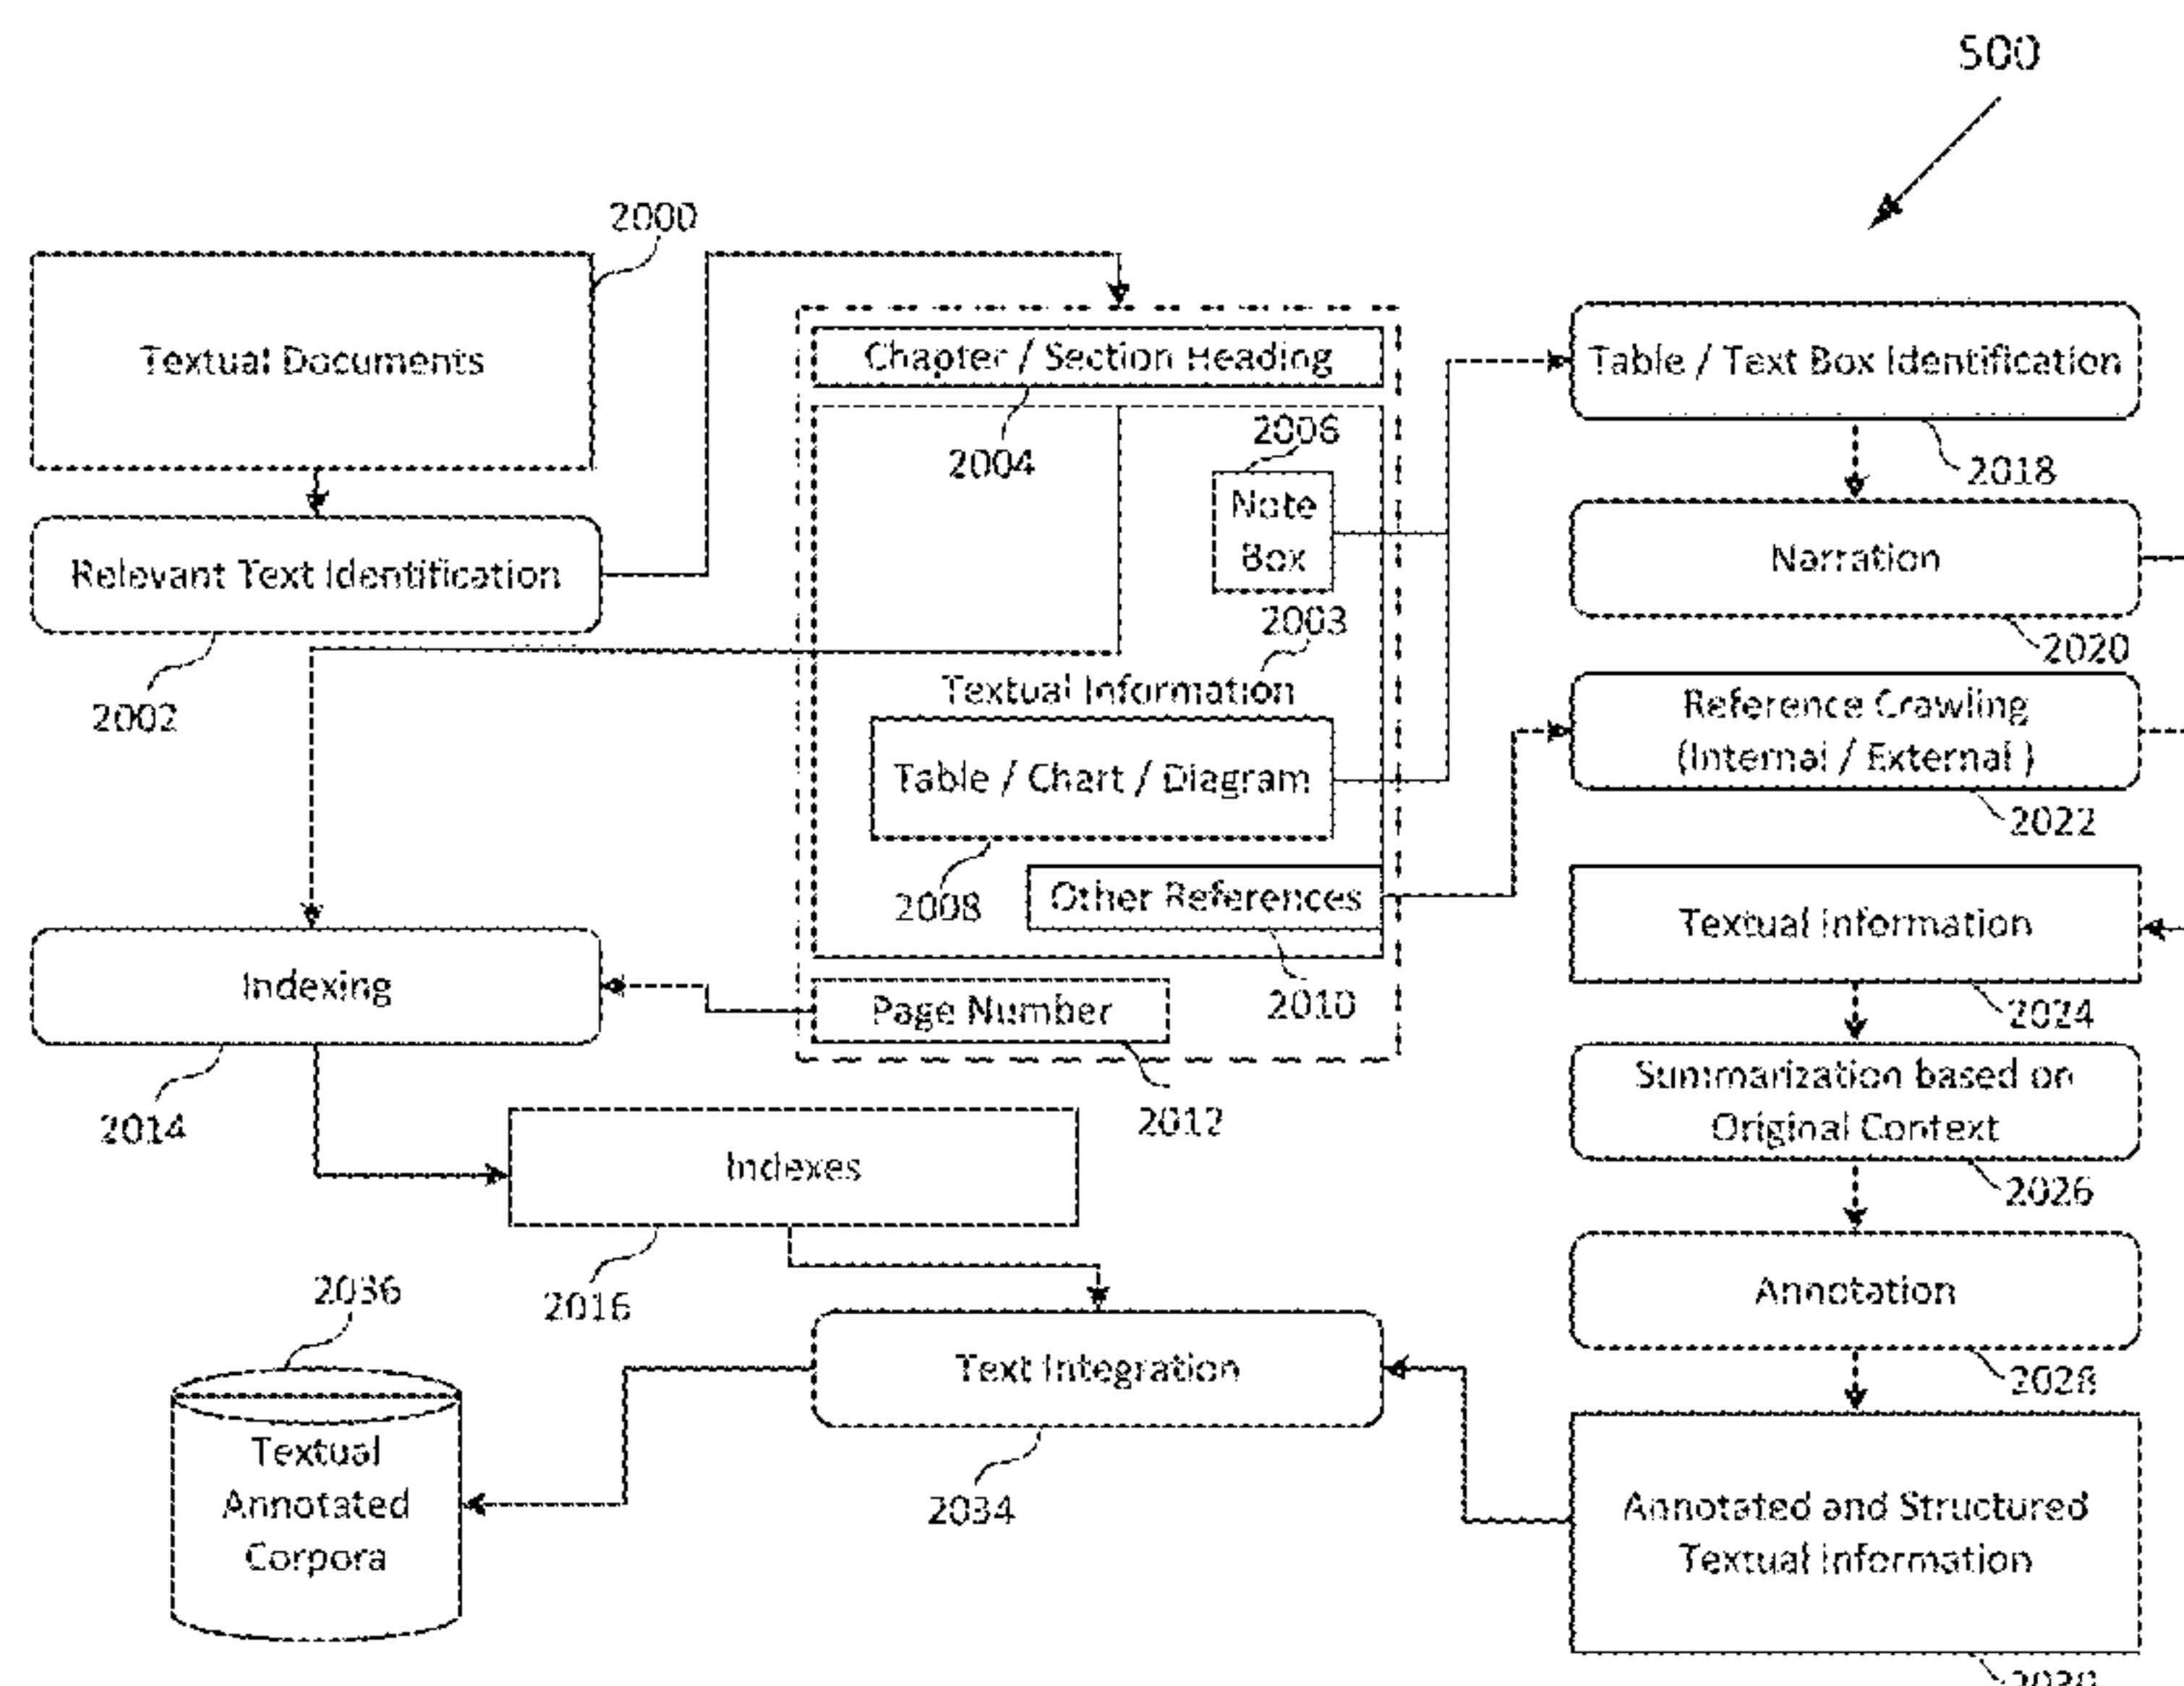 500
2000
Textual Documents
Relevant Text Identification
2002
Chapter / Section Heading
2004
2006
Note
Box
2003
Textual Information
Table / Chart / Diagram
2008
Other References
2010
Page Number
2012
Indexing
2014
Indexes
2016
Table / Text Box Identification
2018
Narration
2020
Reference Crawling
(Internal / External )
2022
Textual Information
2024
Summarization based on
Original Context
2026
Annotation
2028
Annotated and Structured
Textual Information
Text Integration
2034
2036
Textual
Annotated
Corpora